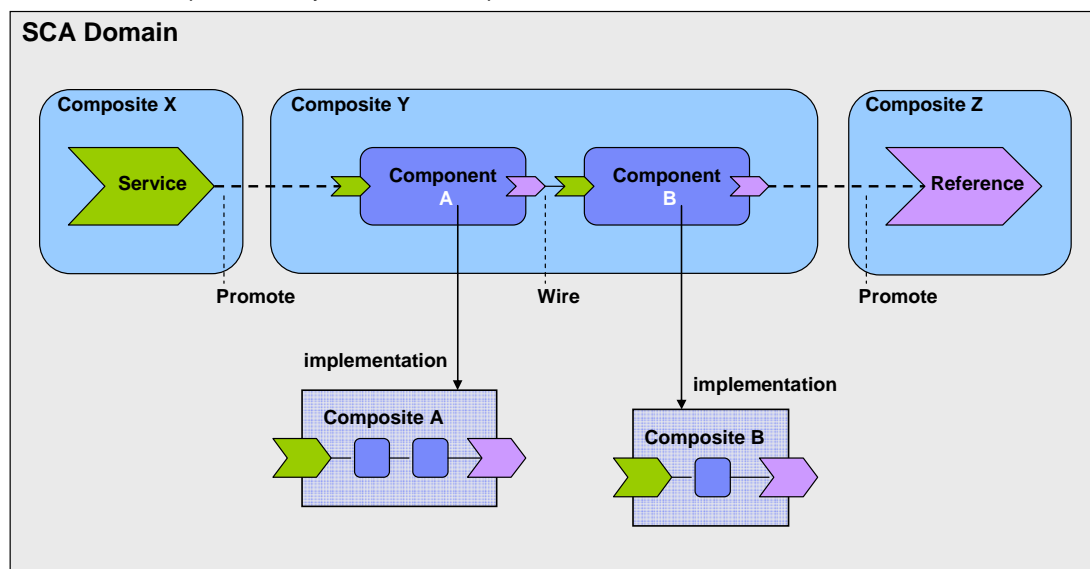 SCA Domain
Composite X
Composite Y
Composite Z
Service
Component
A
Component
B
Reference
Promote
Wire
Promote
implementation
implementation
Composite A
Composite B